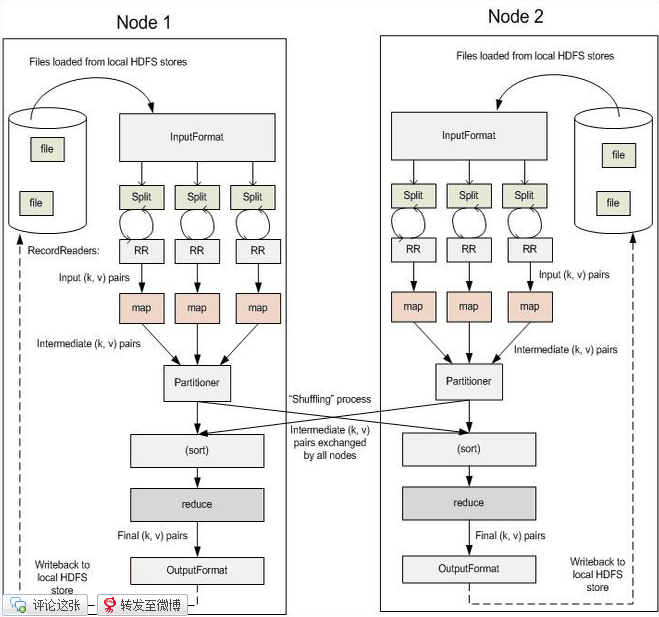 Node 1
Files loaded from local HDFS stores
InputFormat
file
file
Split
Split
Split
RecordReaders:
RR
RR
RR
Input (k, v) pairs
map
map
map
Intermediate (k, v) pairs
Partitioner
(sort)
reduce
Final (k, v) pairs
OutputFormat
Writeback to
local HDFS
store
评论这张
转发至微博
"Shuffling" process
Intermediate (k, v)
pairs exchanged
by all nodes
Node 2
Files loaded from local HDFS stores
InputFormat
file
file
Split
Split
Split
RR
RR
RR
Input (k, v) pairs
map
map
map
Intermediate (k, v) pairs
Partitioner
(sort)
reduce
Final (k, v) pairs
OutputFormat
Writeback to
local HDFS
store